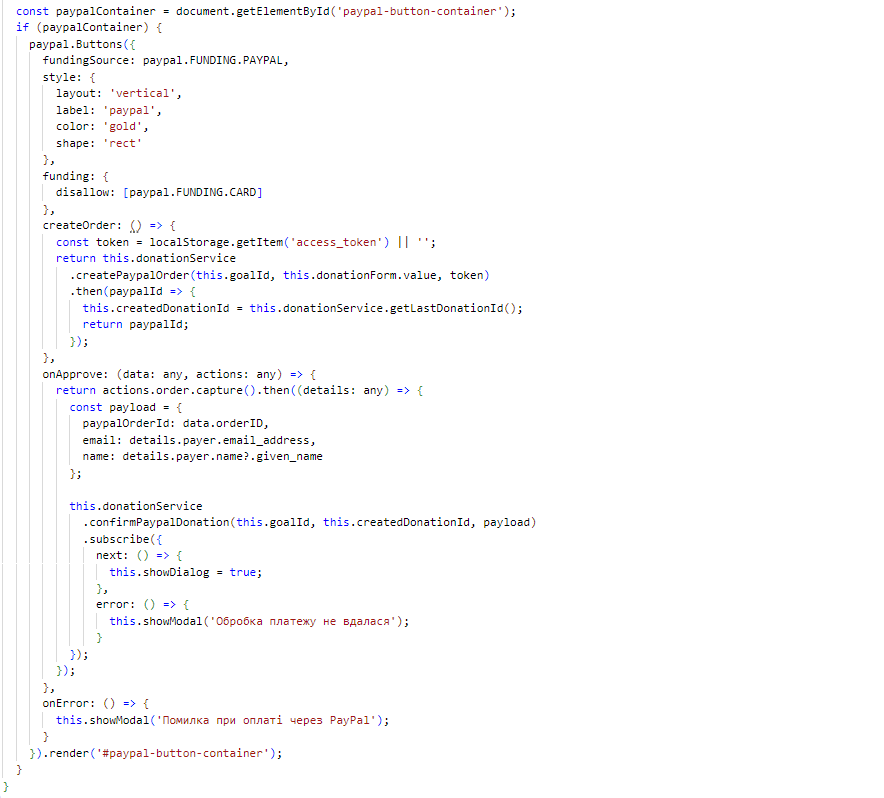 const paypalContainer = document.getElementById('paypal-button-container');
if (paypalContainer) {
paypal.Buttons({
fundingSource: paypal.FUNDING.PAYPAL,
style: {
layout: 'vertical',
label: 'paypal',
color: 'gold',
shape: 'rect'
},
funding: {
disallow: [paypal.FUNDING.CARD]
},
createOrder: () => {
const token = localStorage.getItem('access_token') || '';
return this.donationService
.createPaypalOrder(this.goalId, this.donationForm.value, token)
.then(paypalId => {
this.createdDonationId = this.donationService.getLastDonationId();
return paypalId;
});
},
onApprove: (data: any, actions: any) => {
return actions.order.capture().then((details: any) => {
const payload = {
paypalOrderId: data.orderID,
email: details.payer.email_address,
name: details.payer.name?.given_name
};
this.donationService
.confirmPaypalDonation(this.goalId, this.createdDonationId, payload)
.subscribe({
next: () => {
this.showDialog = true;
},
error: () => {
this.showModal('Обробка платежу не вдалася');
}
});
});
},
onError: () => {
this.showModal('Помилка при оплаті через PayPal');
}
}).render('#paypal-button-container');
}
}